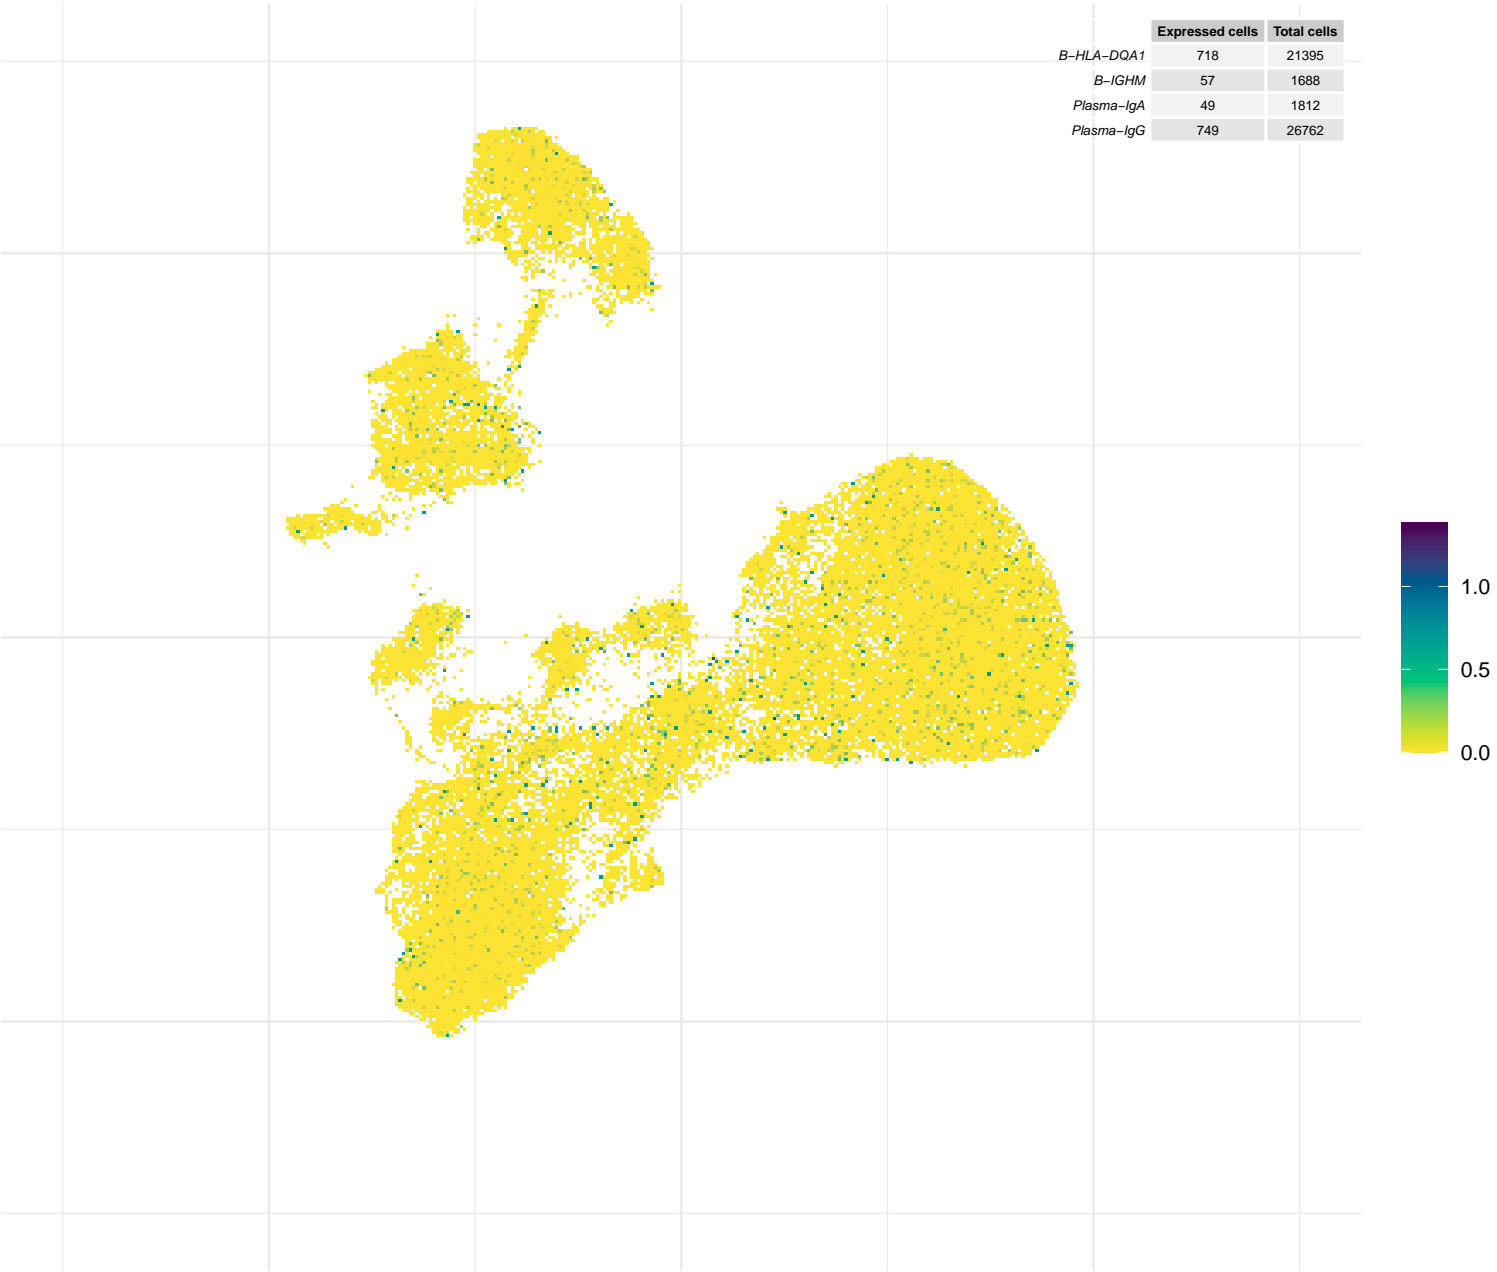 Expressed cells Total cells
B−HLA−DQA1 718 21395
B−IGHM 57 1688
Plasma−IgA 49 1812
Plasma−IgG 749 26762
1.0
0.5
0.0